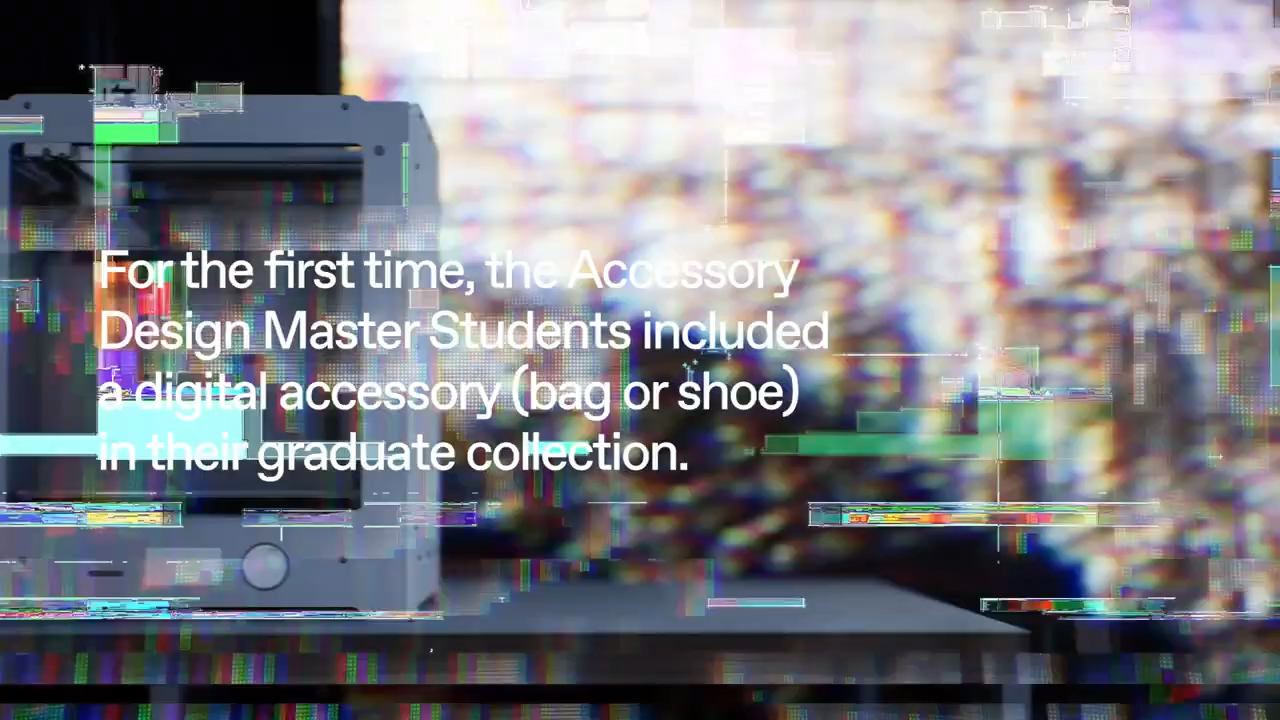 For the first time, the Accessory
Design Master Students included
a digital accessory (bag or shoe)
in their graduate collection.